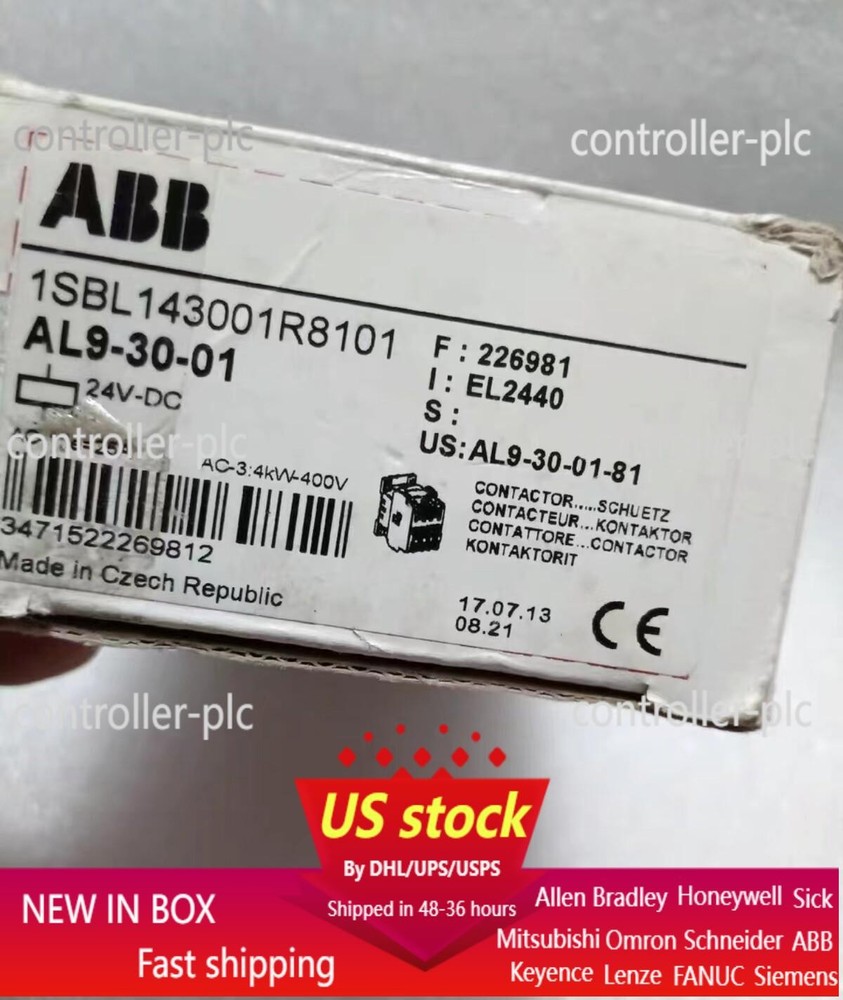 controller-plc
controller-plc
ABB
1SBL143001R8101
AL9-30-01
24V-DC
F : 226981
I : EL2440
S :
US: AL9-30-01-81
controller-plc
AC-3:4kW-400V
3471522269812
Made in Czech Republic
CONTACTOR.....SCHUETZ
CONTACTEUR...KONTAKTOR
CONTATTORE...CONTACTOR
KONTAKTORIT
17.07.13
08.21
CE
controller-plc
controller-plc
US stock
By DHL/UPS/USPS
Shipped in 48-36 hours
NEW IN BOX
Fast shipping
Allen Bradley Honeywell Sick
Mitsubishi Omron Schneider ABB
Keyence Lenze FANUC Siemens